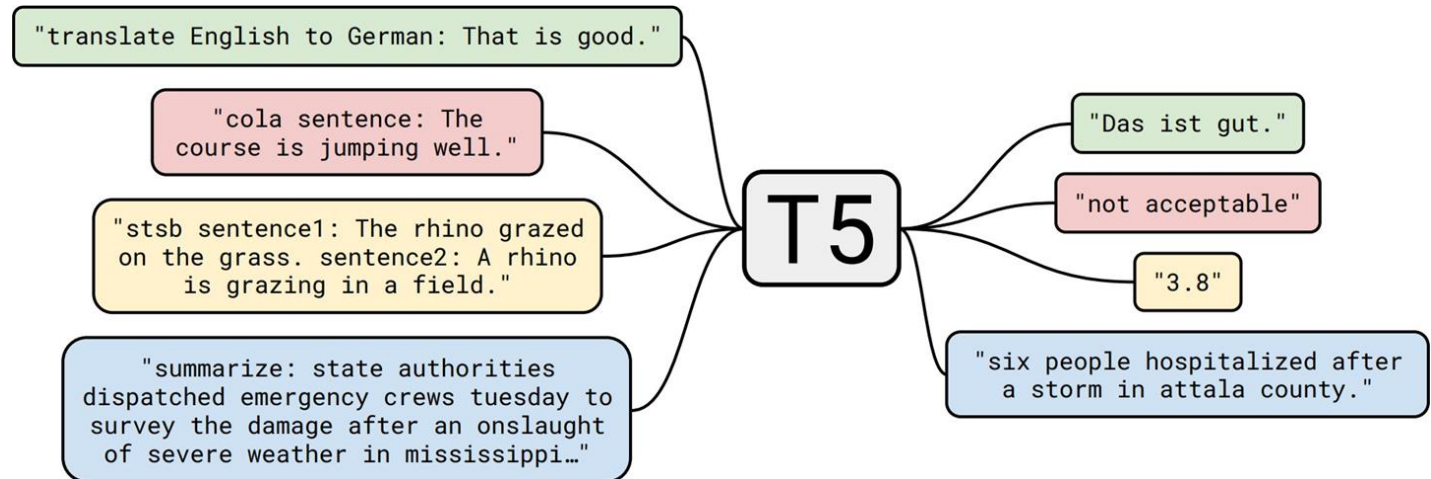 "translate English to German: That is good."
"cola sentence: The
course is jumping well."
"stsb sentence1: The rhino grazed
on the grass. sentence2: A rhino
is grazing in a field."
"summarize: state authorities
dispatched emergency crews tuesday to
survey the damage after an onslaught
of severe weather in mississippi…"
T5
"Das ist gut."
"not acceptable"
"3.8"
"six people hospitalized after
a storm in attala county."